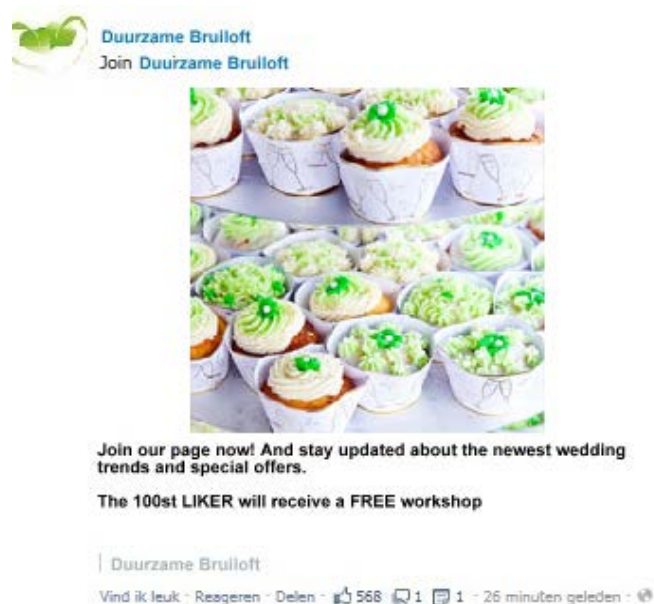 Duurzame Bruiloft
Join Duurzame Bruiloft
Join our page now! And stay updated about the newest wedding
trends and special offers.
The 100st LIKER will receive a FREE workshop
Duurzame Bruiloft
Vind ik leuk · Reageren · Delen · 568 1 1 · 26 minuten geleden ·